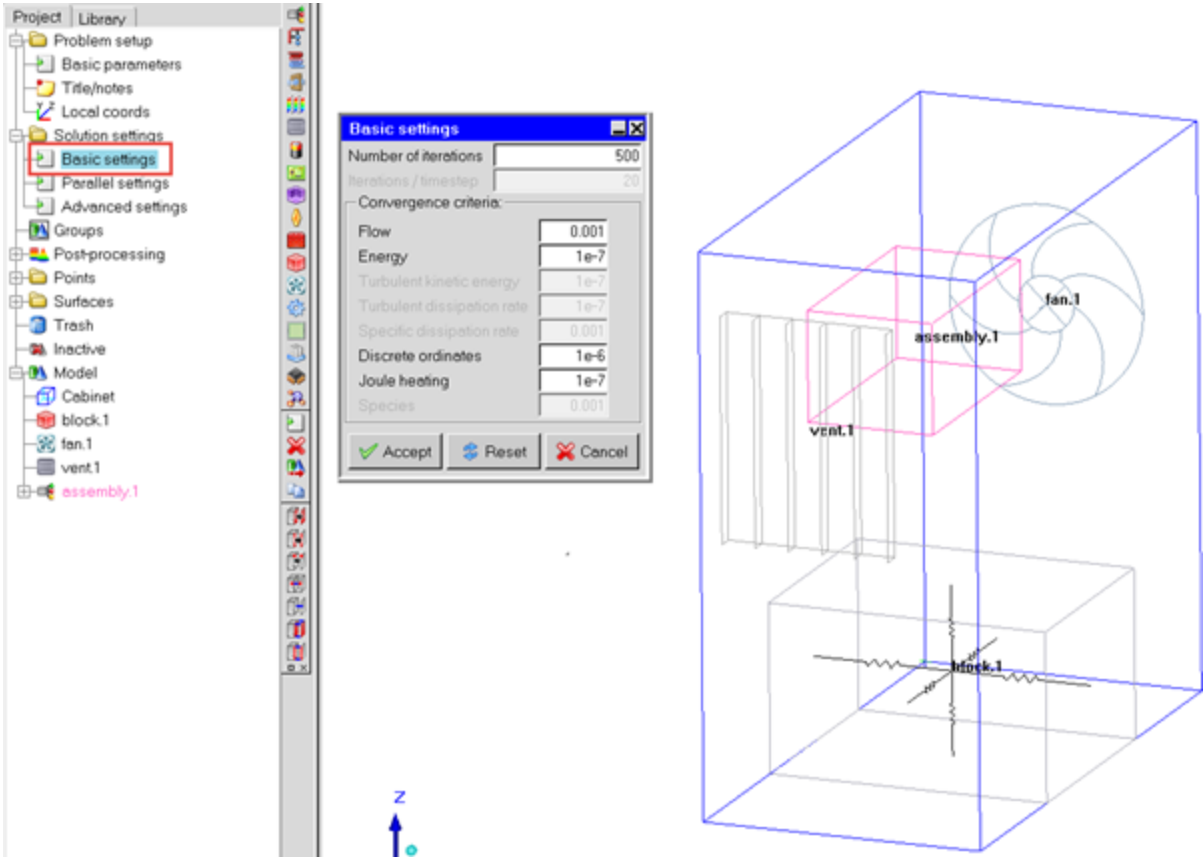 Project Library
Problem setup
Basic parameters
Title/notes
Local coords
Solution settings
Basic settings
Parallel settings
Advanced settings
Groups
Post-processing
Points
Surfaces
Trash
Inactive
Model
Cabinet
block.1
fan.1
vent.1
assembly.1
Basic settings
Number of iterations 500
Iterations / timestep 20
Convergence criteria:
Flow 0.001
Energy 1e-7
Turbulent kinetic energy 1e-7
Turbulent dissipation rate 1e-7
Specific dissipation rate 0.001
Discrete ordinates 1e-6
Joule heating 1e-7
Species 0.001
Accept Reset Cancel
fan.1
assembly.1
vent.1
block.1
Z